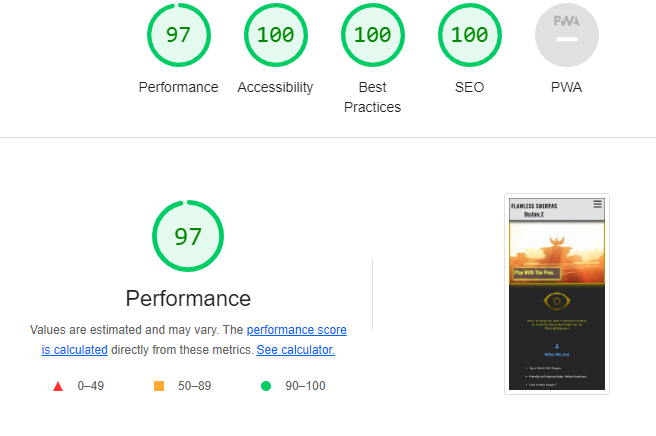 97
100
100
100
PWA
Performance
Accessibility
Best
Practices
SEO
PWA
97
Performance
Values are estimated and may vary. The performance score
is calculated directly from these metrics. See calculator.
0–49
50–89
90–100
FLAWLESS SHERPAS
Destiny 2
Play With The Pros.
Who We Are